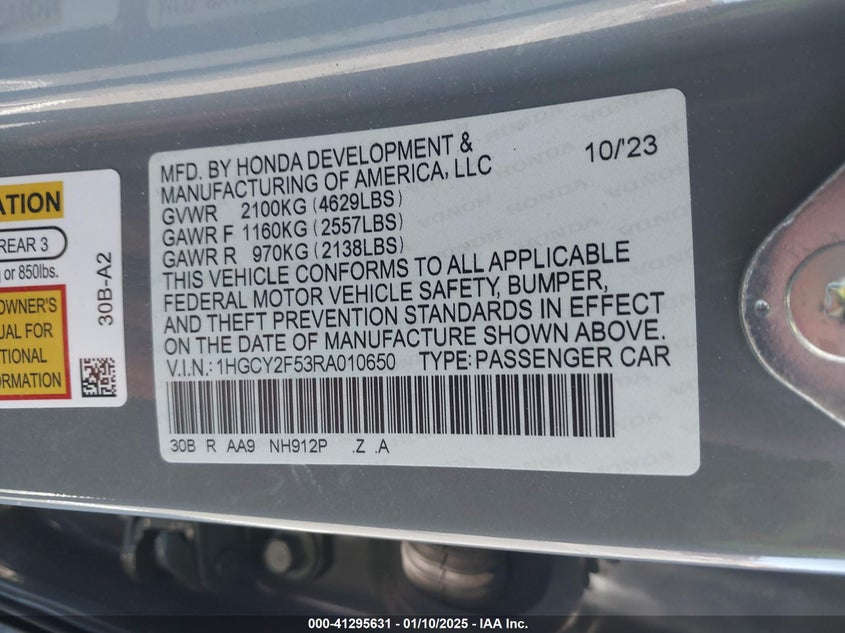 MFD. BY HONDA DEVELOPMENT & 10/'23
MANUFACTURING OF AMERICA, LLC
GVWR 2100KG (4629LBS)
GAWR F 1160KG (2557LBS)
GAWR R 970KG (2138LBS)
THIS VEHICLE CONFORMS TO ALL APPLICABLE
FEDERAL MOTOR VEHICLE SAFETY, BUMPER,
AND THEFT PREVENTION STANDARDS IN EFFECT
ON THE DATE OF MANUFACTURE SHOWN ABOVE.
V.I.N.: 1HGCY2F53RA010650 TYPE: PASSENGER CAR
30B R AA9 NH912P .Z .A
ATION
REAR 3
or 850lbs.
OWNER'S
UAL FOR
TIONAL
RMATION
30B-A2
000-41295631 - 01/10/2025 - IAA Inc.